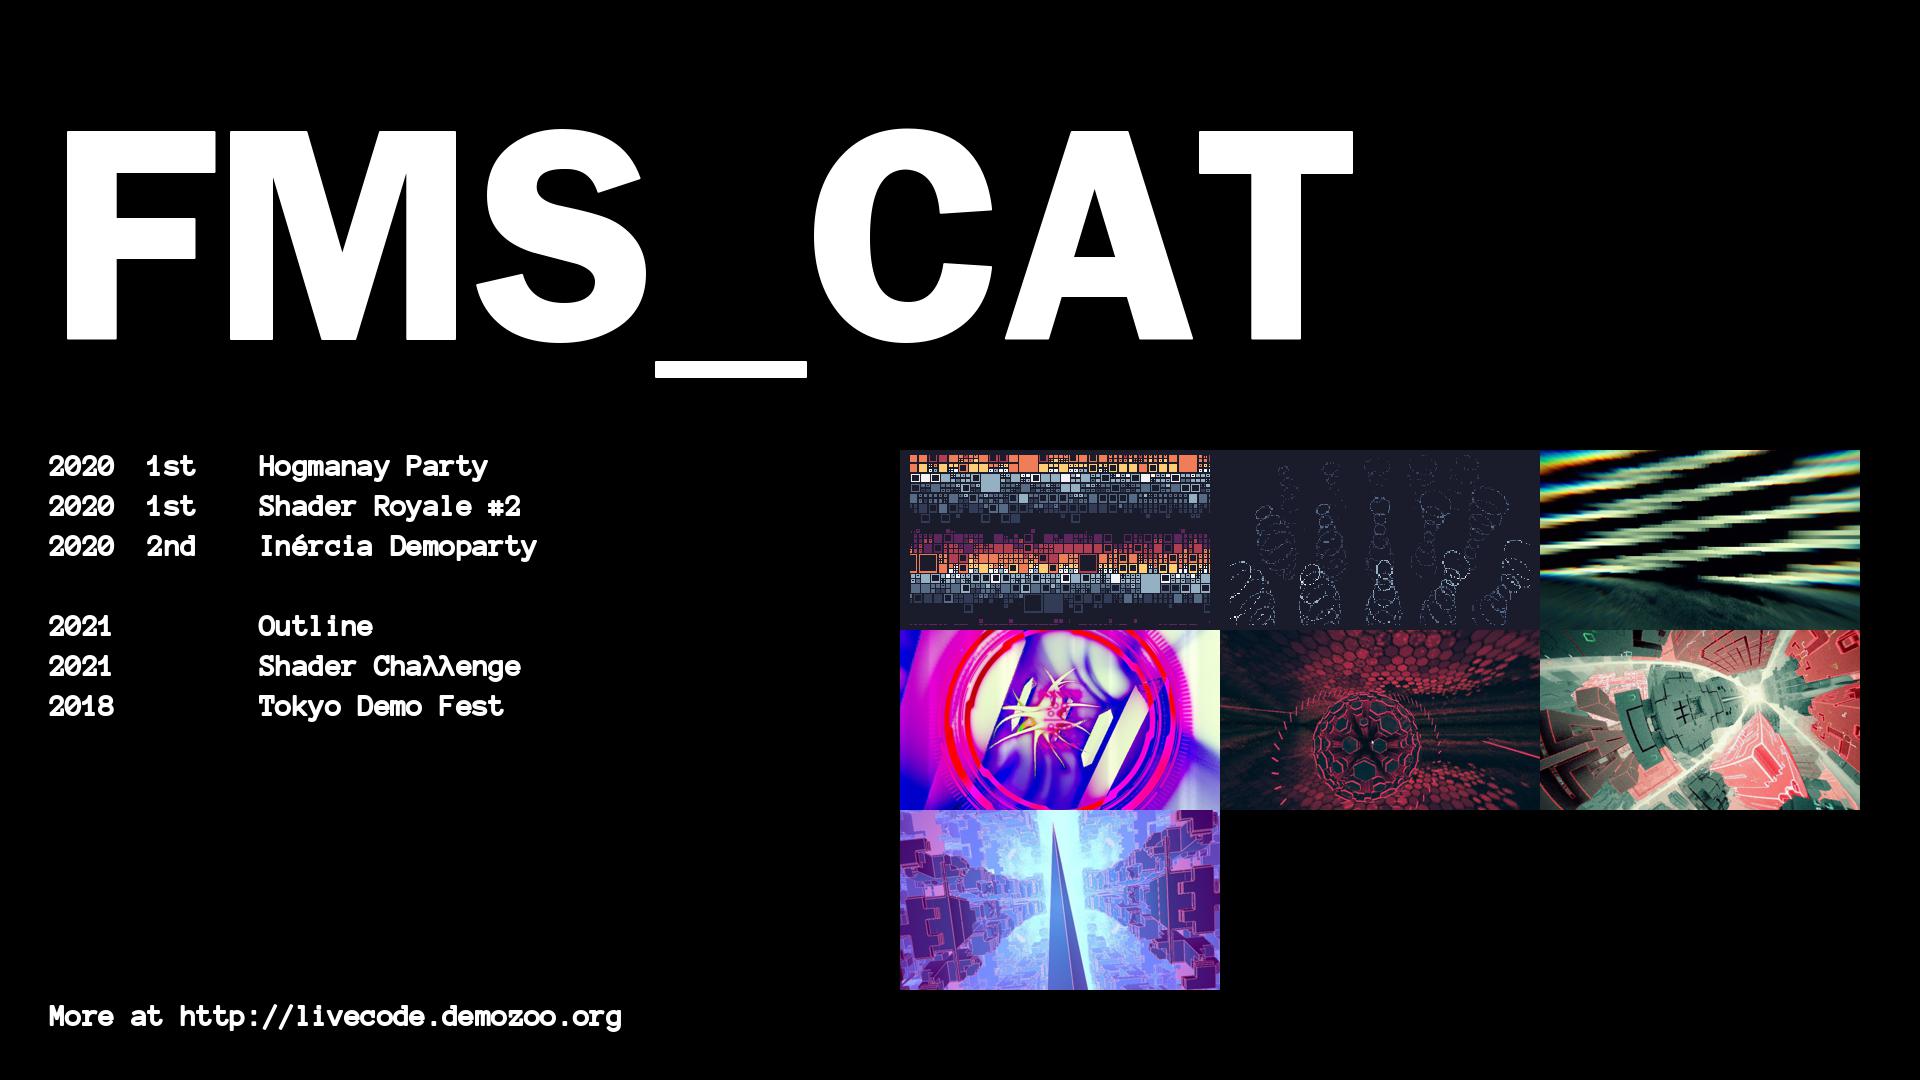 FMS_CAT
2020 1st Hogmanay Party
2020 1st Shader Royale #2
2020 2nd Inércia Demoparty
2021 Outline
2021 Shader Chaλλenge
2018 Tokyo Demo Fest
More at http://livecode.demozoo.org